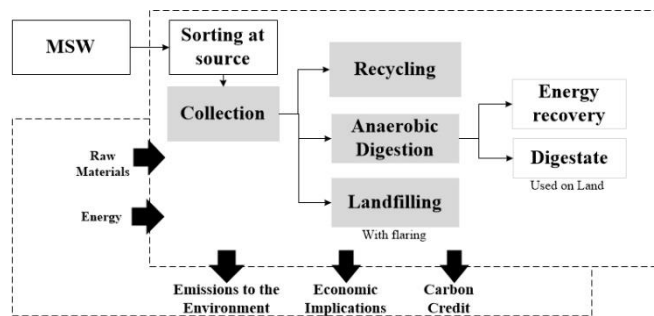 MSW
Sorting at
source
Collection
Recycling
Anaerobic
Digestion
Landfilling
With flaring
Energy
recovery
Digestate
Used on Land
Raw
Materials
Energy
Emissions to the
Environment
Economic
Implications
Carbon
Credit